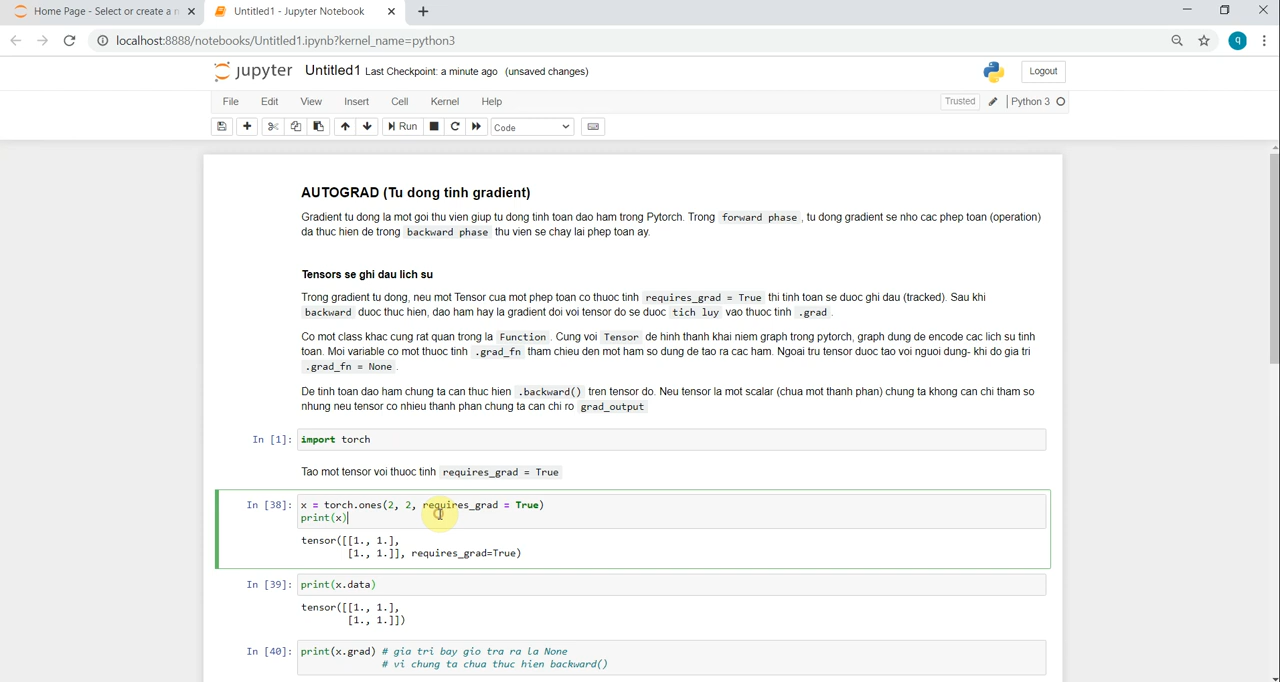 Home Page - Select or create a n
Untitled1 - Jupyter Notebook
localhost:8888/notebooks/Untitled1.ipynb?kernel_name=python3
q
jupyter Untitled1 Last Checkpoint: a minute ago (unsaved changes)
Logout
File Edit View Insert Cell Kernel Help
Trusted Python 3
Run Code
AUTOGRAD (Tu dong tinh gradient)
Gradient tu dong la mot goi thu vien giup tu dong tinh toan dao ham trong Pytorch. Trong forward phase , tu dong gradient se nho cac phep toan (operation)
da thuc hien de trong backward phase thu vien se chay lai phep toan ay.
Tensors se ghi dau lich su
Trong gradient tu dong, neu mot Tensor cua mot phep toan co thuoc tinh requires_grad = True thi tinh toan se duoc ghi dau (tracked). Sau khi
backward duoc thuc hien, dao ham hay la gradient doi voi tensor do se duoc tich luy vao thuoc tinh .grad .
Co mot class khac cung rat quan trong la Function . Cung voi Tensor de hinh thanh khai niem graph trong pytorch, graph dung de encode cac lich su tinh
toan. Moi variable co mot thuoc tinh .grad_fn tham chieu den mot ham so dung de tao ra cac ham. Ngoai tru tensor duoc tao voi nguoi dung- khi do gia tri
.grad_fn = None .
De tinh toan dao ham chung ta can thuc hien .backward() tren tensor do. Neu tensor la mot scalar (chua mot thanh phan) chung ta khong can chi tham so
nhung neu tensor co nhieu thanh phan chung ta can chi ro grad_output
In [1]: import torch
Tao mot tensor voi thuoc tinh requires_grad = True
In [38]: x = torch.ones(2, 2, requires_grad = True)
print(x)
tensor([[1., 1.],
[1., 1.]], requires_grad=True)
In [39]: print(x.data)
tensor([[1., 1.],
[1., 1.]])
In [40]: print(x.grad) # gia tri bay gio tra ra la None
# vi chung ta chua thuc hien backward()